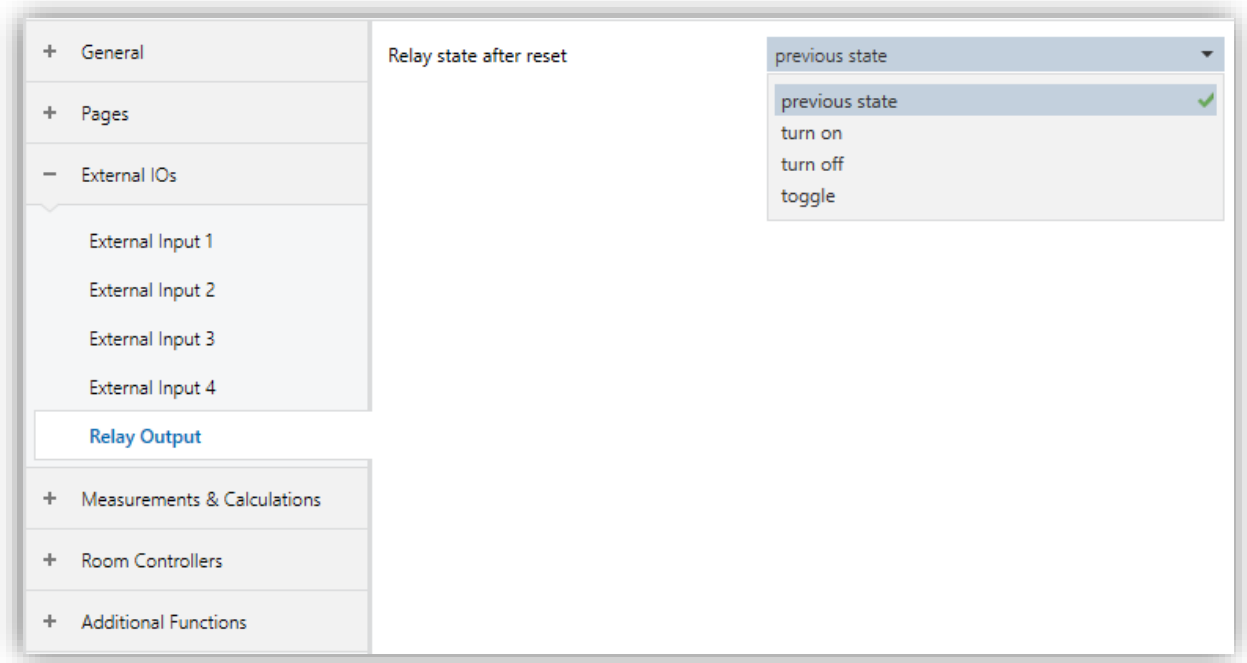 + General
+ Pages
− External IOs
External Input 1
External Input 2
External Input 3
External Input 4
Relay Output
+ Measurements & Calculations
+ Room Controllers
+ Additional Functions
Relay state after reset
previous state
previous state
turn on
turn off
toggle